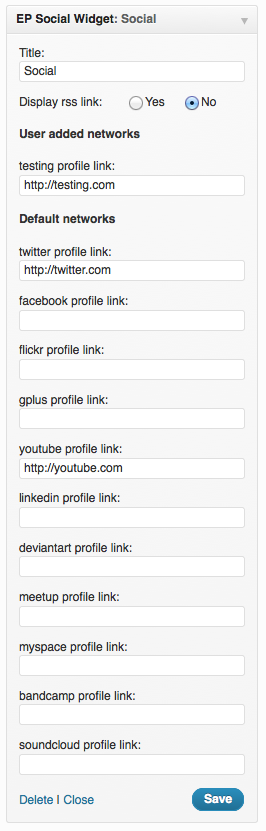 EP Social Widget: Social
Title:
Social
Display rss link: Yes No
User added networks
testing profile link:
http://testing.com
Default networks
twitter profile link:
http://twitter.com
facebook profile link:
flickr profile link:
gplus profile link:
youtube profile link:
http://youtube.com
linkedin profile link:
deviantart profile link:
meetup profile link:
myspace profile link:
bandcamp profile link:
soundcloud profile link:
Delete | Close Save